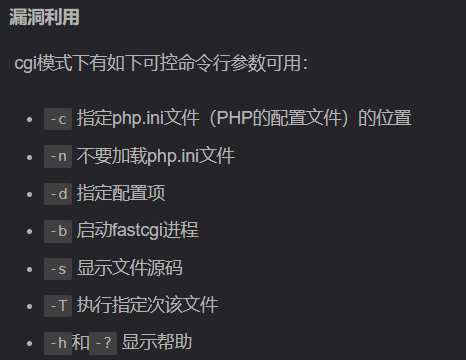 漏洞利用
cgi模式下有如下可控命令行参数可用：
-c 指定php.ini文件（PHP的配置文件）的位置
-n 不要加载php.ini文件
-d 指定配置项
-b 启动fastcgi进程
-s 显示文件源码
-T 执行指定次该文件
-h和-? 显示帮助